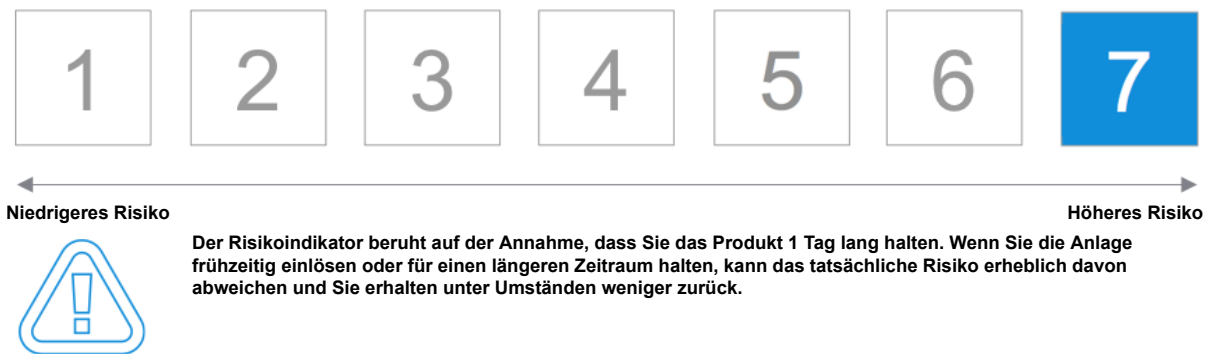 1 2 3 4 5 6 7
Niedrigeres Risiko Höheres Risiko
Der Risikoindikator beruht auf der Annahme, dass Sie das Produkt 1 Tag lang halten. Wenn Sie die Anlage
frühzeitig einlösen oder für einen längeren Zeitraum halten, kann das tatsächliche Risiko erheblich davon
abweichen und Sie erhalten unter Umständen weniger zurück.